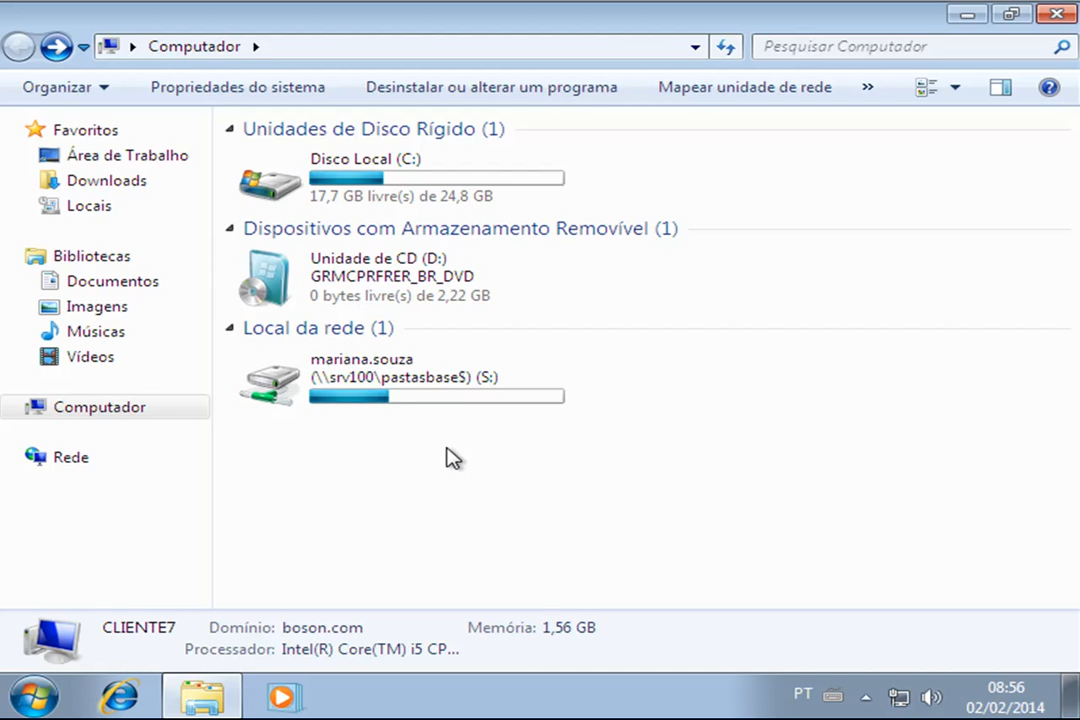 Computador
Pesquisar Computador
Organizar
Propriedades do sistema
Desinstalar ou alterar um programa
Mapear unidade de rede
»
Favoritos
Área de Trabalho
Downloads
Locais
Bibliotecas
Documentos
Imagens
Músicas
Vídeos
Computador
Rede
Unidades de Disco Rígido (1)
Disco Local (C:)
17,7 GB livre(s) de 24,8 GB
Dispositivos com Armazenamento Removível (1)
Unidade de CD (D:)
GRMCPRFRER_BR_DVD
0 bytes livre(s) de 2,22 GB
Local da rede (1)
mariana.souza
(\\srv100\pastasbase$) (S:)
CLIENTE7
Domínio: boson.com
Memória: 1,56 GB
Processador: Intel(R) Core(TM) i5 CP...
PT
08:56
02/02/2014